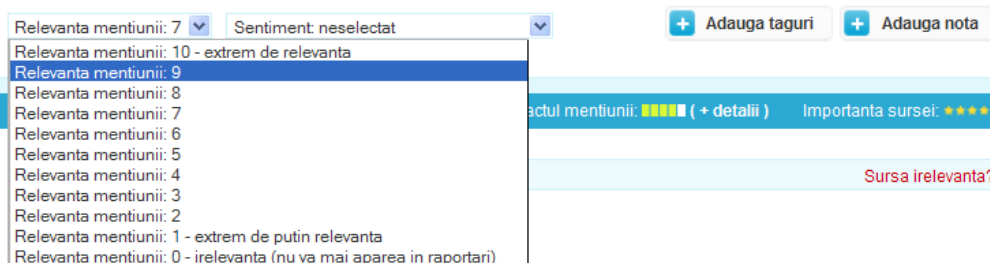 Relevanta mentiunii: 7 Sentiment: neselectat Adauga taguri Adauga nota
Relevanta mentiunii: 10 - extrem de relevanta
Relevanta mentiunii: 9
Relevanta mentiunii: 8
Relevanta mentiunii: 7 actul mentiunii: ( + detalii ) Importanta sursei:
Relevanta mentiunii: 6
Relevanta mentiunii: 5
Relevanta mentiunii: 4 Sursa irelevanta?
Relevanta mentiunii: 3
Relevanta mentiunii: 2
Relevanta mentiunii: 1 - extrem de putin relevanta
Relevanta mentiunii: 0 - irelevanta (nu va mai aparea in raportari)